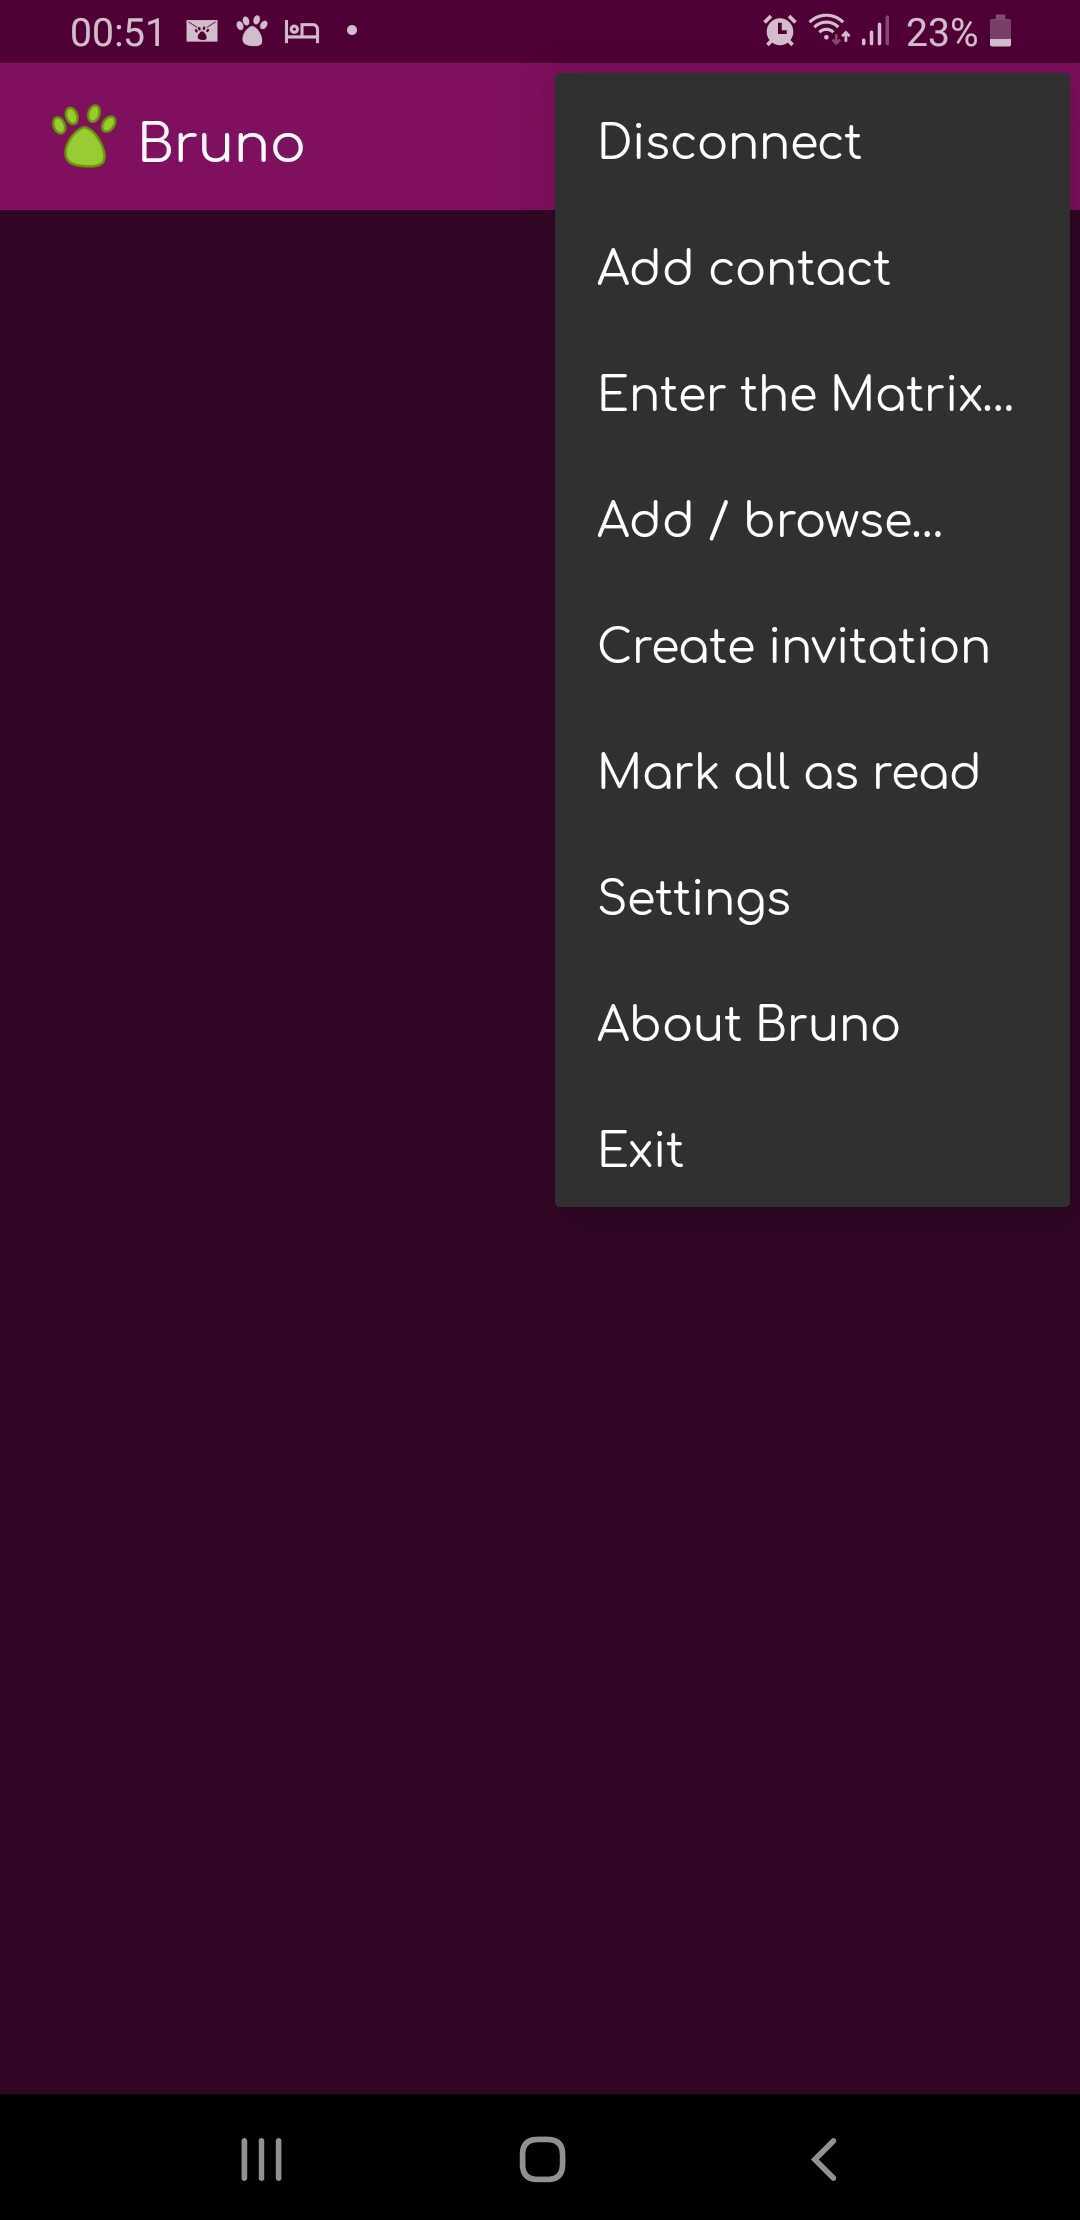 00:51
23%
Bruno
Disconnect
Add contact
Enter the Matrix...
Add / browse...
Create invitation
Mark all as read
Settings
About Bruno
Exit